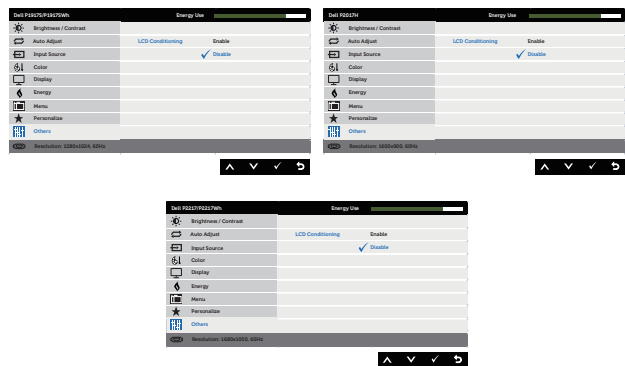 Dell P1917S/P1917SWh Energy Use
Brightness / Contrast
Auto Adjust LCD Conditioning Enable
Input Source Disable
Color
Display
Energy
Menu
Personalize
Others
Resolution: 1280x1024, 60Hz
Dell P2017H Energy Use
Brightness / Contrast
Auto Adjust LCD Conditioning Enable
Input Source Disable
Color
Display
Energy
Menu
Personalize
Others
Resolution: 1600x900, 60Hz
Dell P2217/P2217Wh Energy Use
Brightness / Contrast
Auto Adjust LCD Conditioning Enable
Input Source Disable
Color
Display
Energy
Menu
Personalize
Others
Resolution: 1680x1050, 60Hz